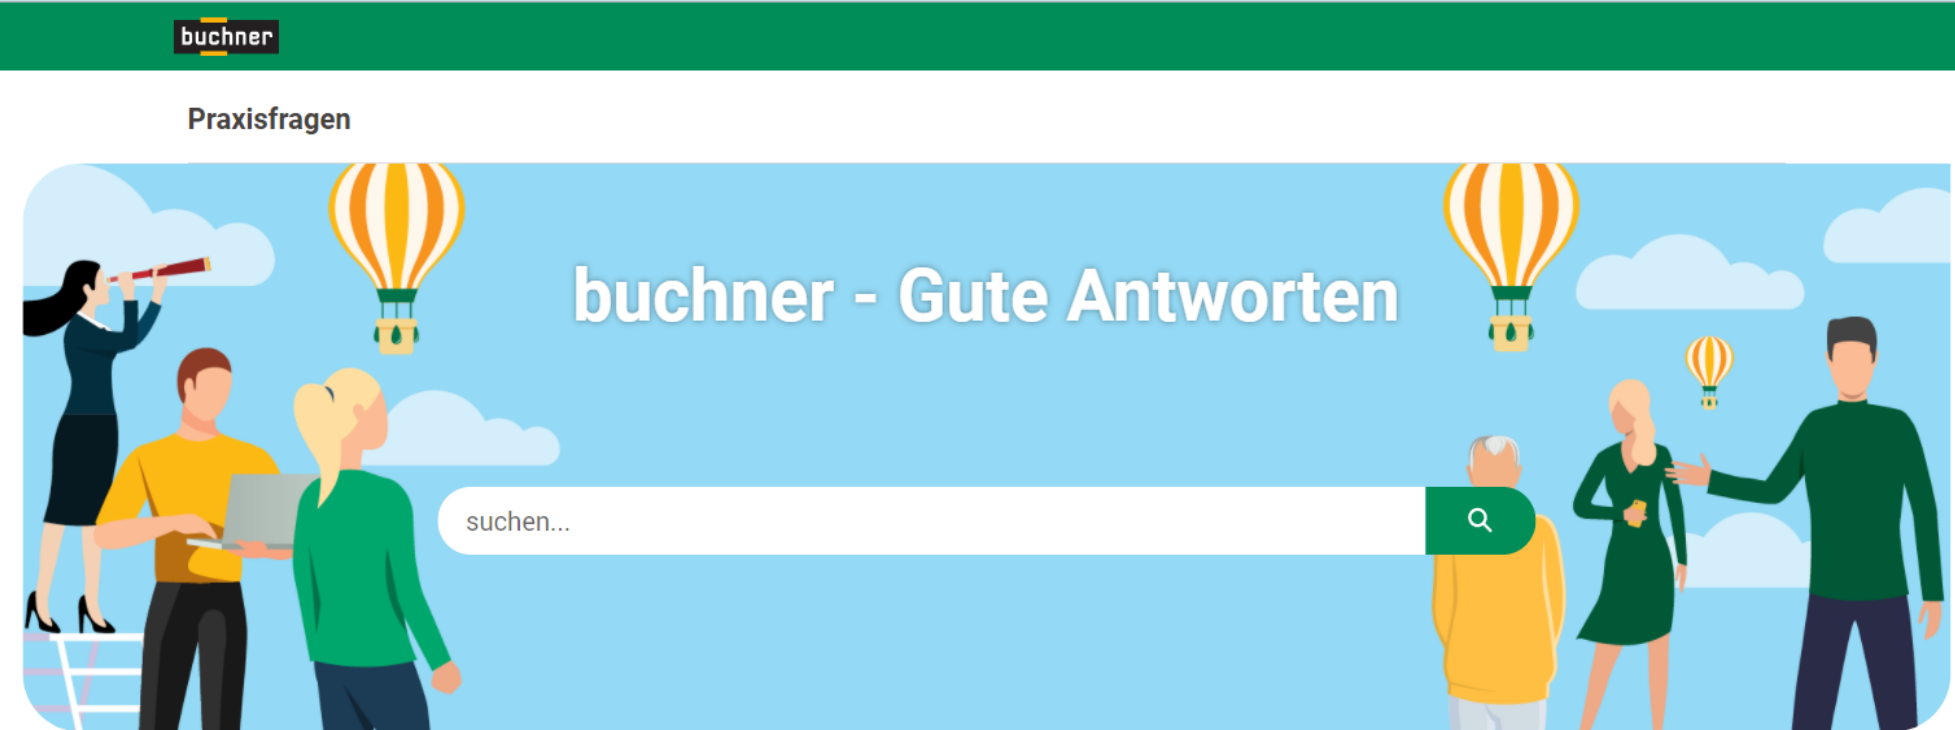 buchner
Praxisfragen
buchner - Gute Antworten
suchen...